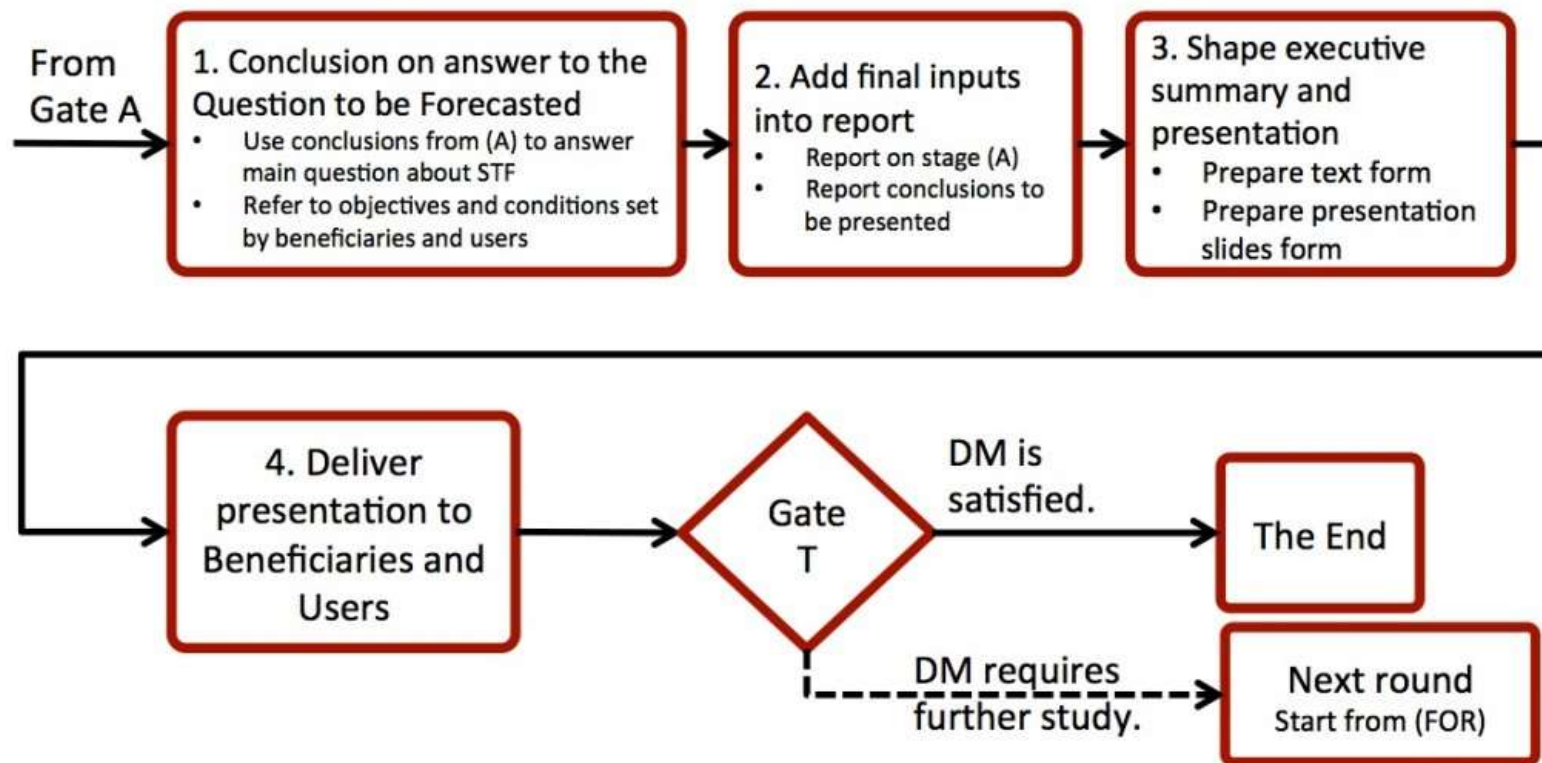 From
Gate A
1. Conclusion on answer to the
Question to be Forecasted
• Use conclusions from (A) to answer
main question about STF
• Refer to objectives and conditions set
by beneficiaries and users
2. Add final inputs
into report
• Report on stage (A)
• Report conclusions to
be presented
3. Shape executive
summary and
presentation
• Prepare text form
• Prepare presentation
slides form
4. Deliver
presentation to
Beneficiaries and
Users
Gate
T
DM is
satisfied.
The End
DM requires
further study.
Next round
Start from (FOR)